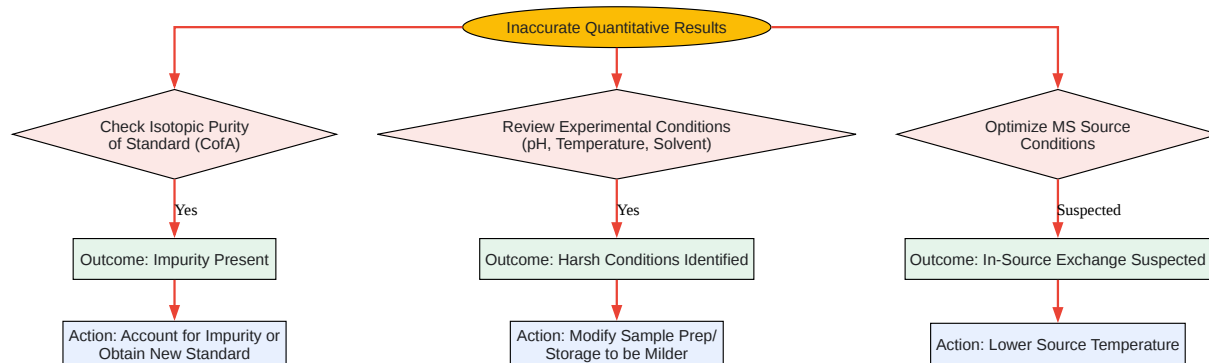 Inaccurate Quantitative Results
Check Isotopic Purity
of Standard (CofA)
Review Experimental Conditions
(pH, Temperature, Solvent)
Optimize MS Source
Conditions
Yes
Yes
Suspected
Outcome: Impurity Present
Outcome: Harsh Conditions Identified
Outcome: In-Source Exchange Suspected
Action: Account for Impurity or
Obtain New Standard
Action: Modify Sample Prep/
Storage to be Milder
Action: Lower Source Temperature